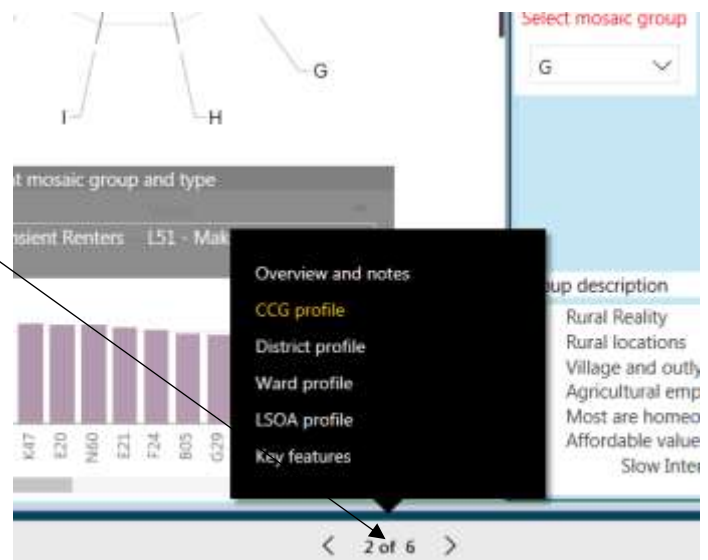 Select mosaic group
G
G
I
H
t mosaic group and type
nsient Renters L51 - Mak
Overview and notes
CCG profile
District profile
Ward profile
LSOA profile
Key features
up description
Rural Reality
Rural locations
Village and outly
Agricultural emp
Most are homeo
Affordable value
Slow Inter
K47 E20 N60 E21 F24 B05 G29
< 2 of 6 >